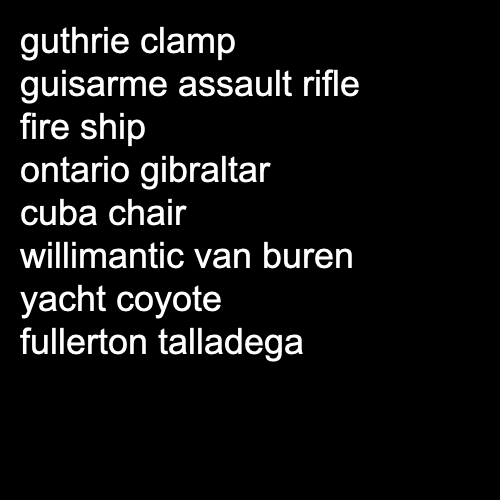 guthrie clamp
guisarme assault rifle
fire ship
ontario gibraltar
cuba chair
willimantic van buren
yacht coyote
fullerton talladega